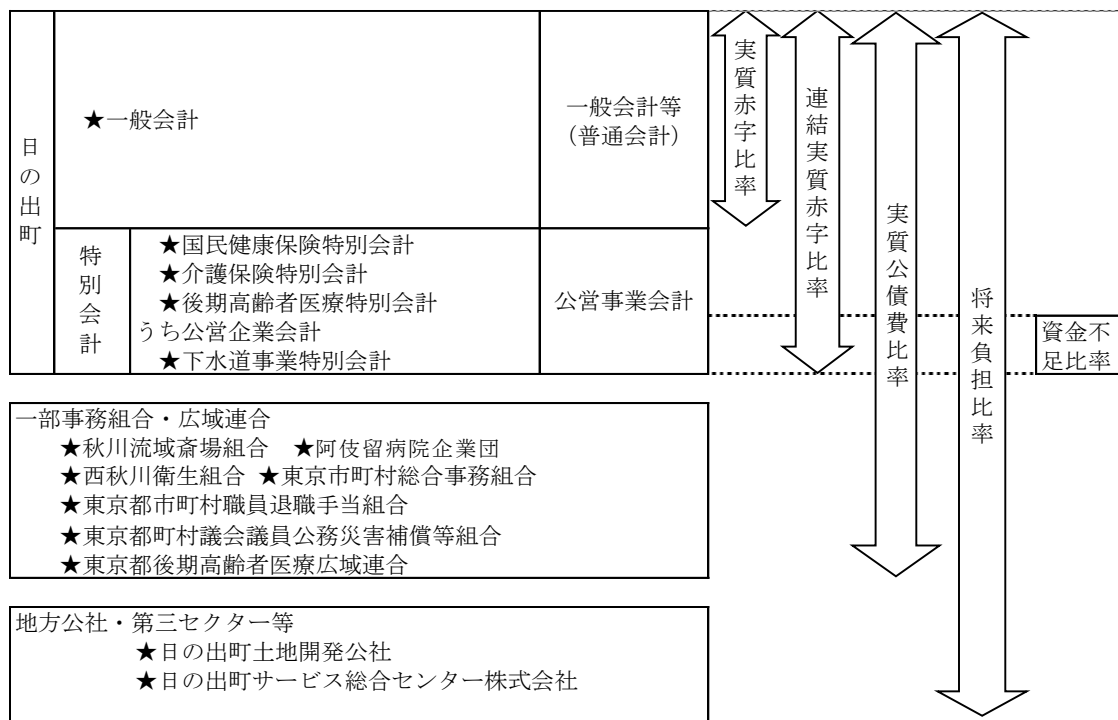 日の出町
★一般会計
一般会計等
（普通会計）
特別会計
★国民健康保険特別会計
★介護保険特別会計
★後期高齢者医療特別会計
うち公営企業会計
★下水道事業特別会計
公営事業会計
実質赤字比率
連結実質赤字比率
実質公債費比率
将来負担比率
資金不
足比率
一部事務組合・広域連合
★秋川流域斎場組合　★阿伎留病院企業団
★西秋川衛生組合 ★東京市町村総合事務組合
★東京都市町村職員退職手当組合
★東京都町村議会議員公務災害補償等組合
★東京都後期高齢者医療広域連合
地方公社・第三セクター等
★日の出町土地開発公社
★日の出町サービス総合センター株式会社